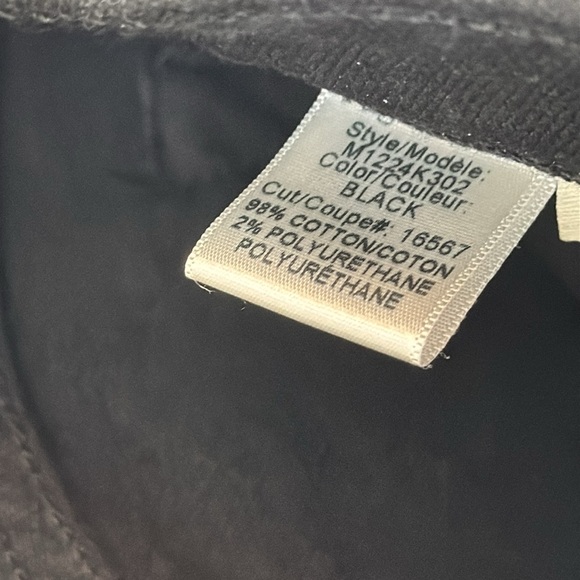 Style/Modèle:
M1224K302
Color/Couleur:
BLACK
Cut/Coupe#: 16567
98% COTTON/COTON
2% POLYURETHANE
POLYURÉTHANE